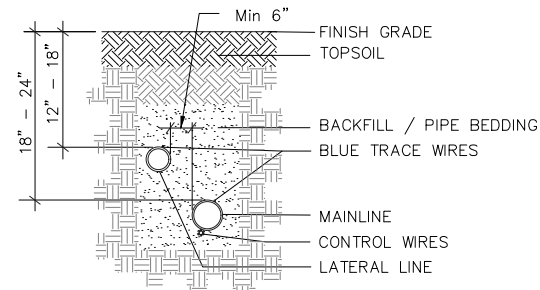 Min 6"
FINISH GRADE
TOPSOIL
18" - 24"
12" - 18"
BACKFILL / PIPE BEDDING
BLUE TRACE WIRES
MAINLINE
CONTROL WIRES
LATERAL LINE